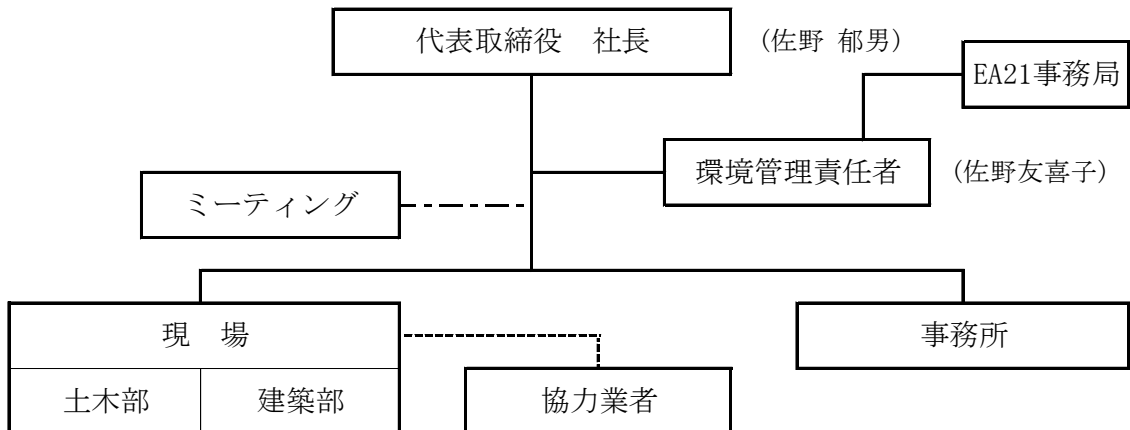 代表取締役　社長　(佐野 郁男)
EA21事務局
環境管理責任者　(佐野友喜子)
ミーティング
現　場
事務所
土木部　建築部
協力業者